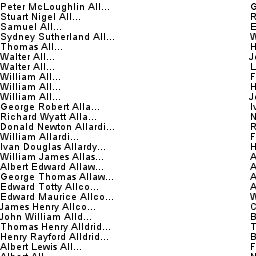 Peter McLoughlin All... G
Stuart Nigel All... R
Samuel All... E
Sydney Sutherland All... W
Thomas All... H
Walter All... J
Walter All... L
William All... F
William All... H
William All... J
George Robert Alla... Iv
Richard Wyatt Alla... N
Donald Newton Allardi... R
William Allardi... F
Ivan Douglas Allardy... H
William James Allas... A
Albert Edward Allaw... A
George Thomas Allaw... A
Edward Totty Allco... A
Edward Maurice Allco... W
James Henry Allco... C
John William Alld... B
Thomas Henry Alldrid... T
Henry Rayford Alldrid... B
Albert Lewis All... F